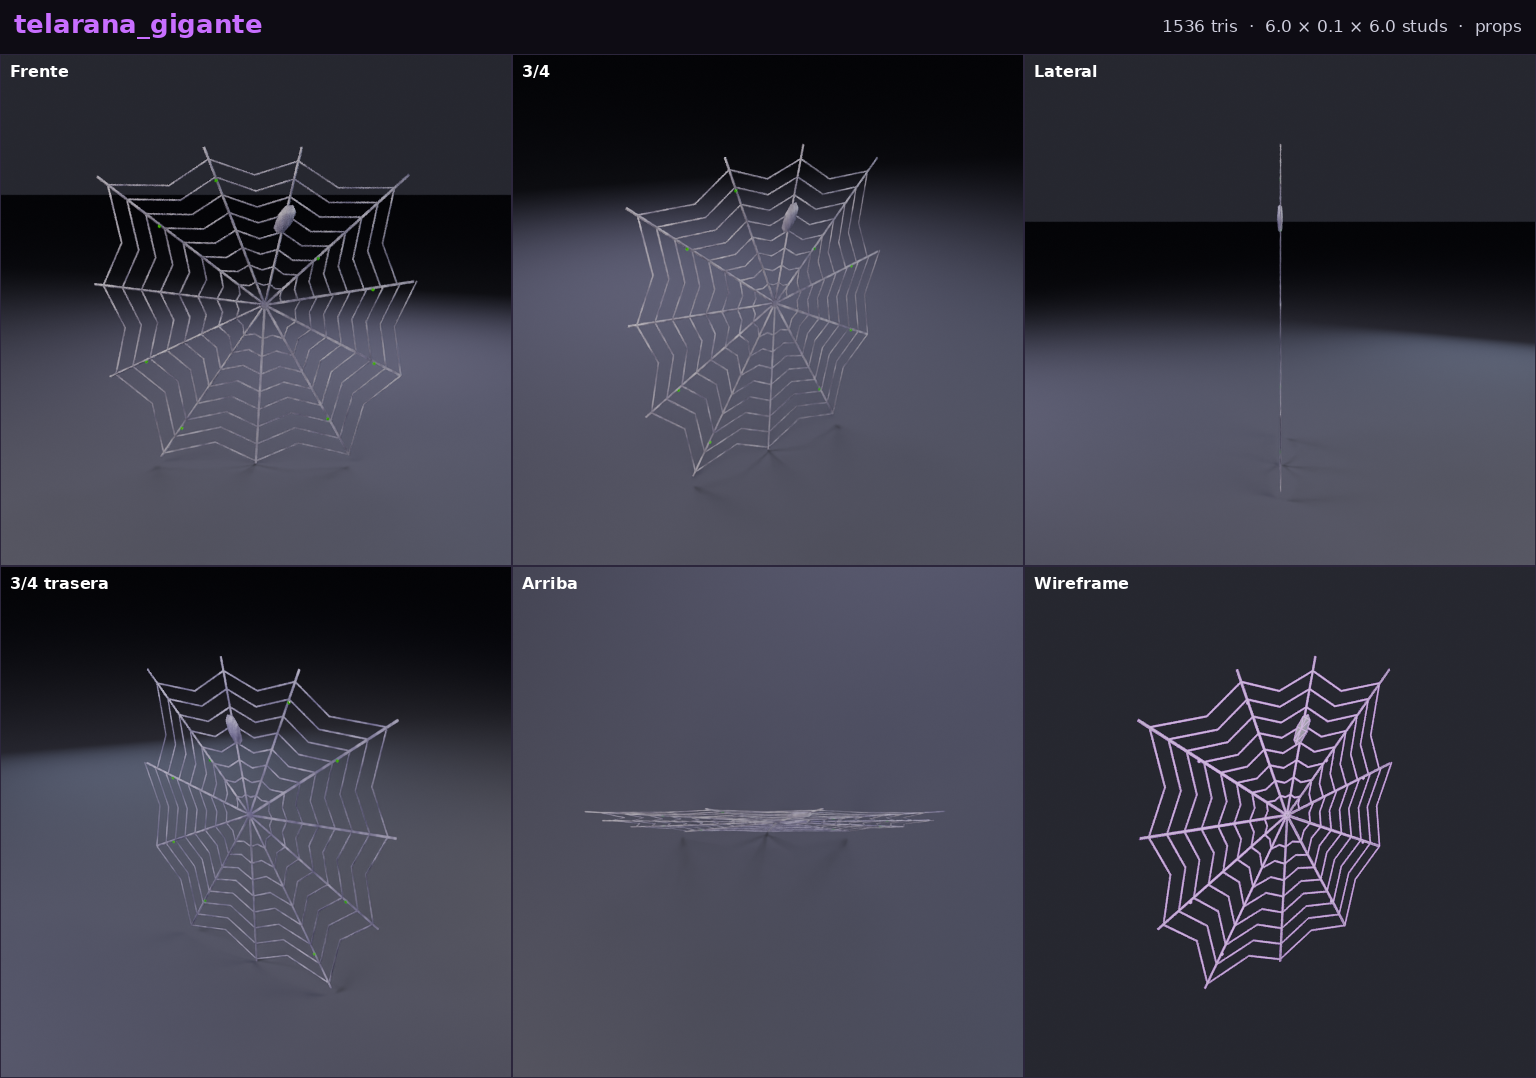 telarana_gigante
1536 tris · 6.0 × 0.1 × 6.0 studs · props
Frente
3/4
Lateral
3/4 trasera
Arriba
Wireframe